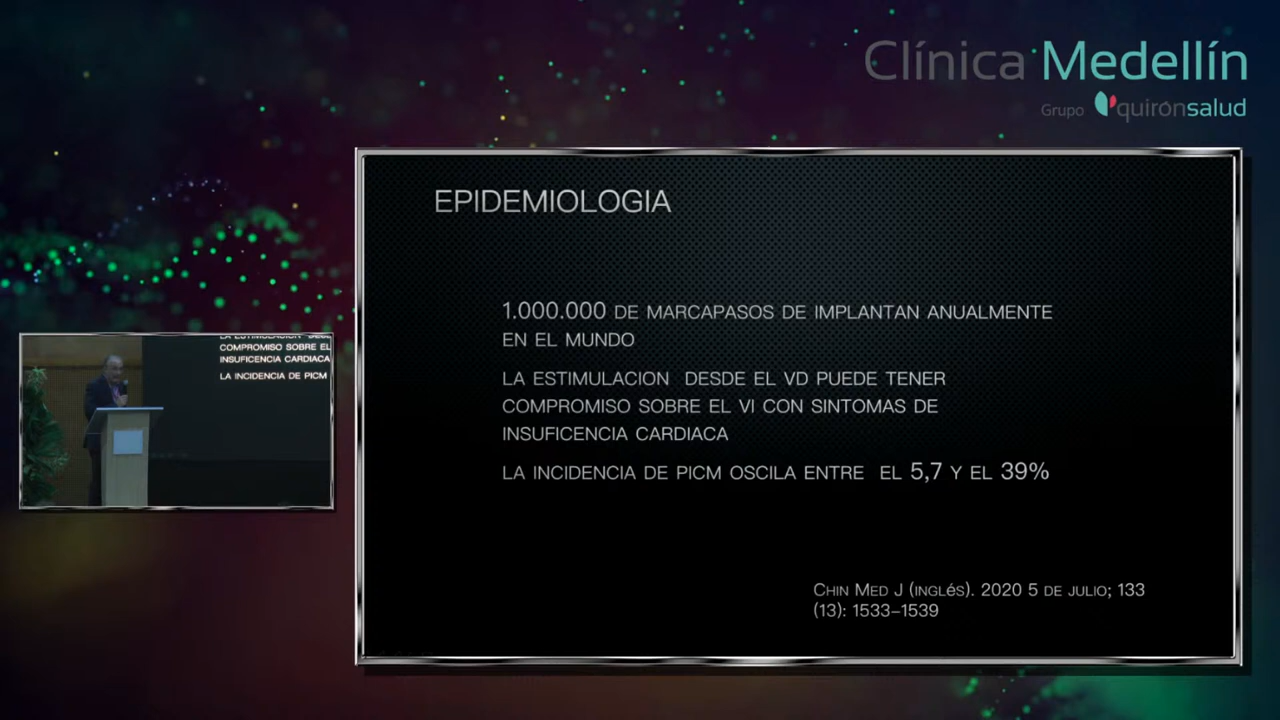 Clínica Medellín
Grupo quirónsalud
EPIDEMIOLOGIA
1.000.000 DE MARCAPASOS DE IMPLANTAN ANUALMENTE
EN EL MUNDO
LA ESTIMULACION DESDE EL VD PUEDE TENER
COMPROMISO SOBRE EL VI CON SINTOMAS DE
INSUFICENCIA CARDIACA
LA INCIDENCIA DE PICM OSCILA ENTRE EL 5,7 Y EL 39%
CHIN MED J (INGLéS). 2020 5 DE JULIO; 133
(13): 1533–1539
LA ESTIMULACION DESD
COMPROMISO SOBRE EL
INSUFICENCIA CARDIACA
LA INCIDENCIA DE PICM